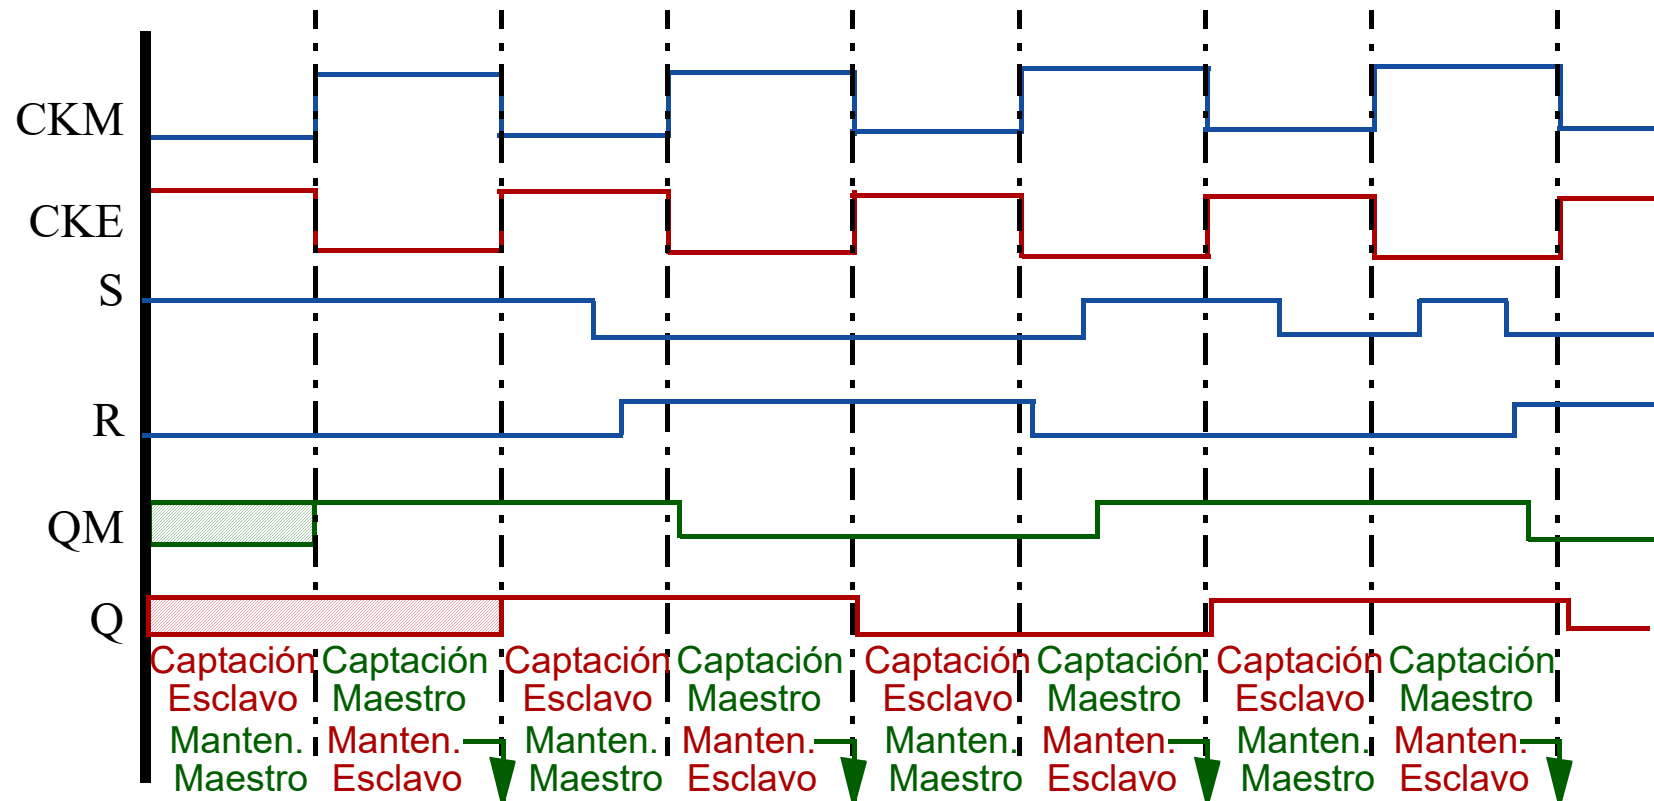 CKM
CKE
S
R
QM
Q
Captación Captación Captación Captación Captación Captación Captación Captación
Esclavo Maestro Esclavo Maestro Esclavo Maestro Esclavo Maestro
Manten. Manten. Manten. Manten. Manten. Manten. Manten. Manten.
Maestro Esclavo Maestro Esclavo Maestro Esclavo Maestro Esclavo